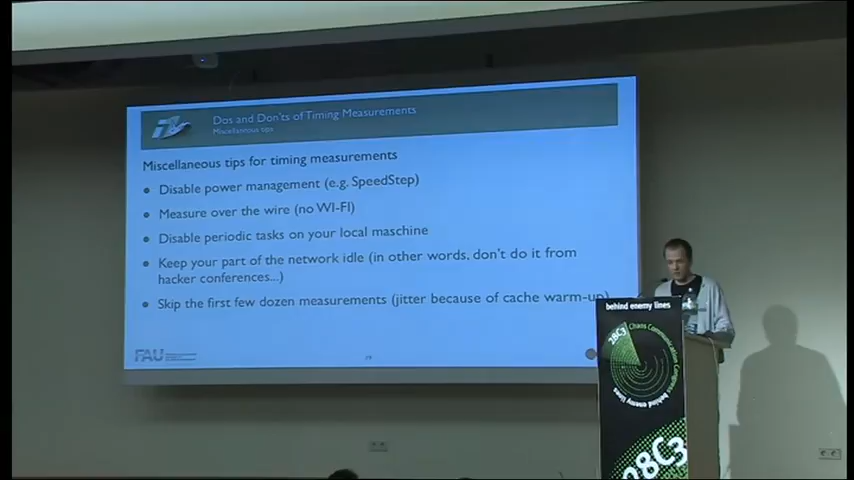 Dos and Don'ts of Timing Measurements
Miscellaneous tips
Miscellaneous tips for timing measurements
Disable power management (e.g. SpeedStep)
Measure over the wire (no WI-FI)
Disable periodic tasks on your local maschine
Keep your part of the network idle (in other words, don't do it from
hacker conferences...)
Skip the first few dozen measurements (jitter because of cache warm-up)
FAU
behind enemy lines
28C3
Chaos Communication Congress
behind enemy lines
28C3